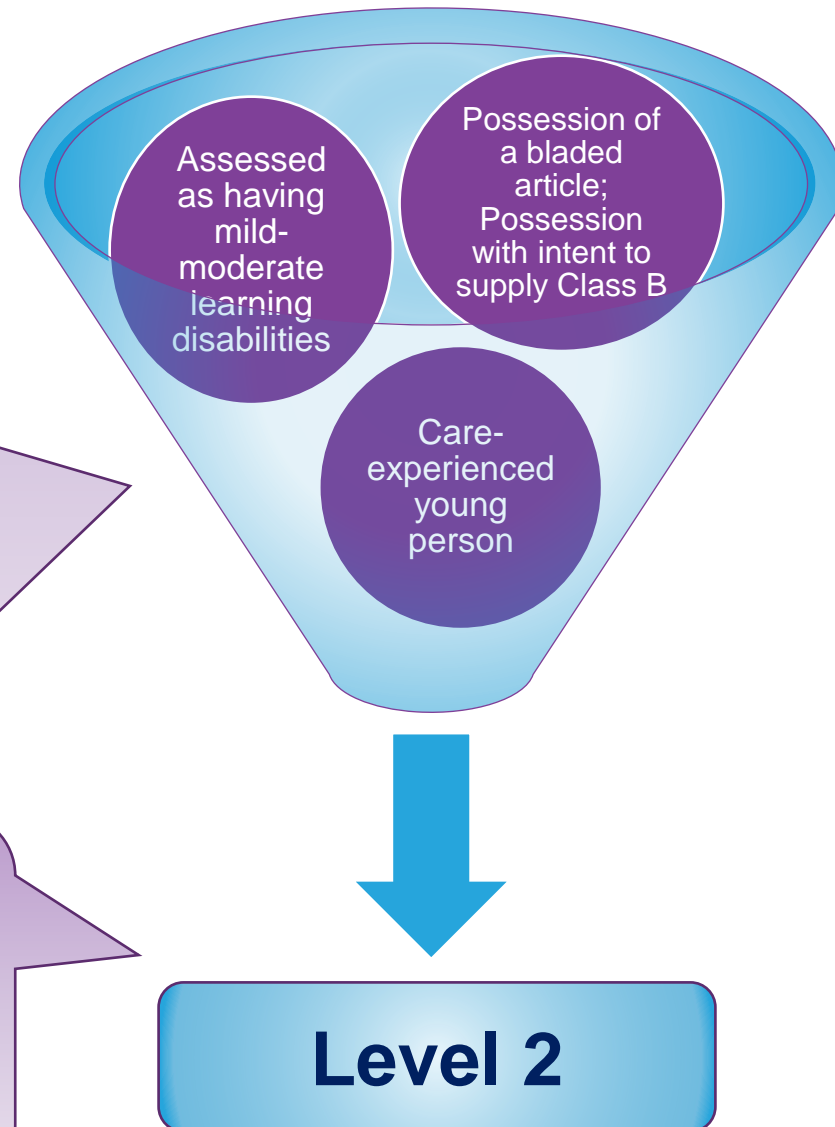 Assessed
as having
mild-
moderate
learning
disabilities
Possession of
a bladed
article;
Possession
with intent to
supply Class B
Care-
experienced
young
person
Level 2